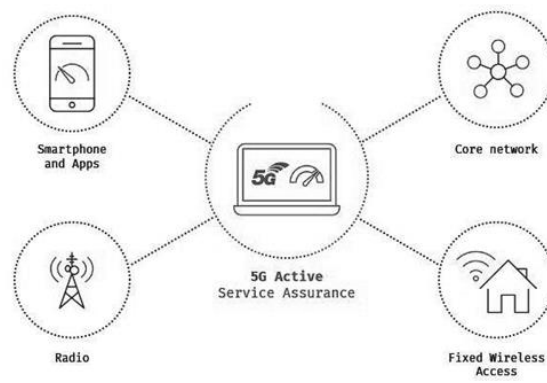 Smartphone
and Apps
Core network
5G
5G Active
Service Assurance
Radio
Fixed Wireless
Access